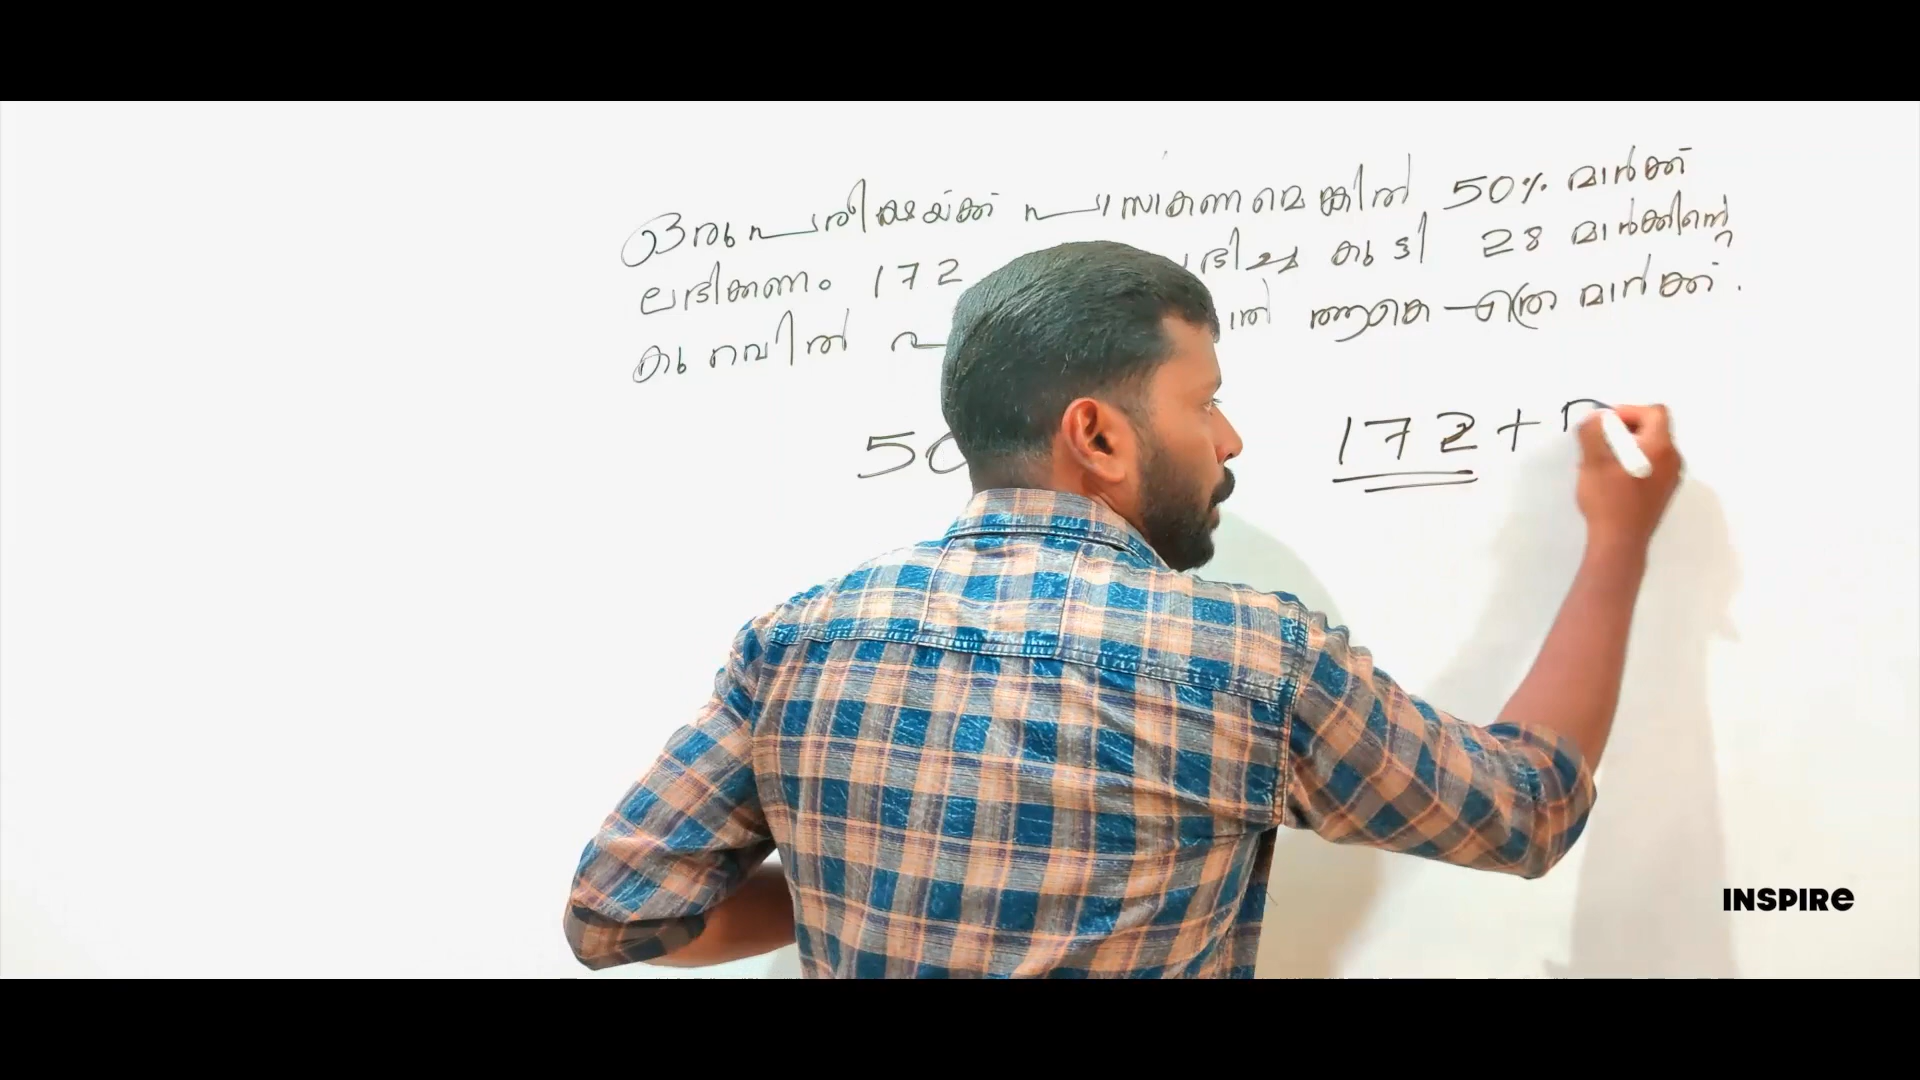 ഒരു പരീക്ഷയ്ക്ക് പാസാകണമെങ്കിൽ 50% മാർക്ക്
ലഭിക്കണം 172 ലഭിച്ച കുട്ടി 28 മാർക്കിന്റെ
കുറവിൽ ആകെ എത്ര മാർക്ക്.
50
172 +
INSPIRE